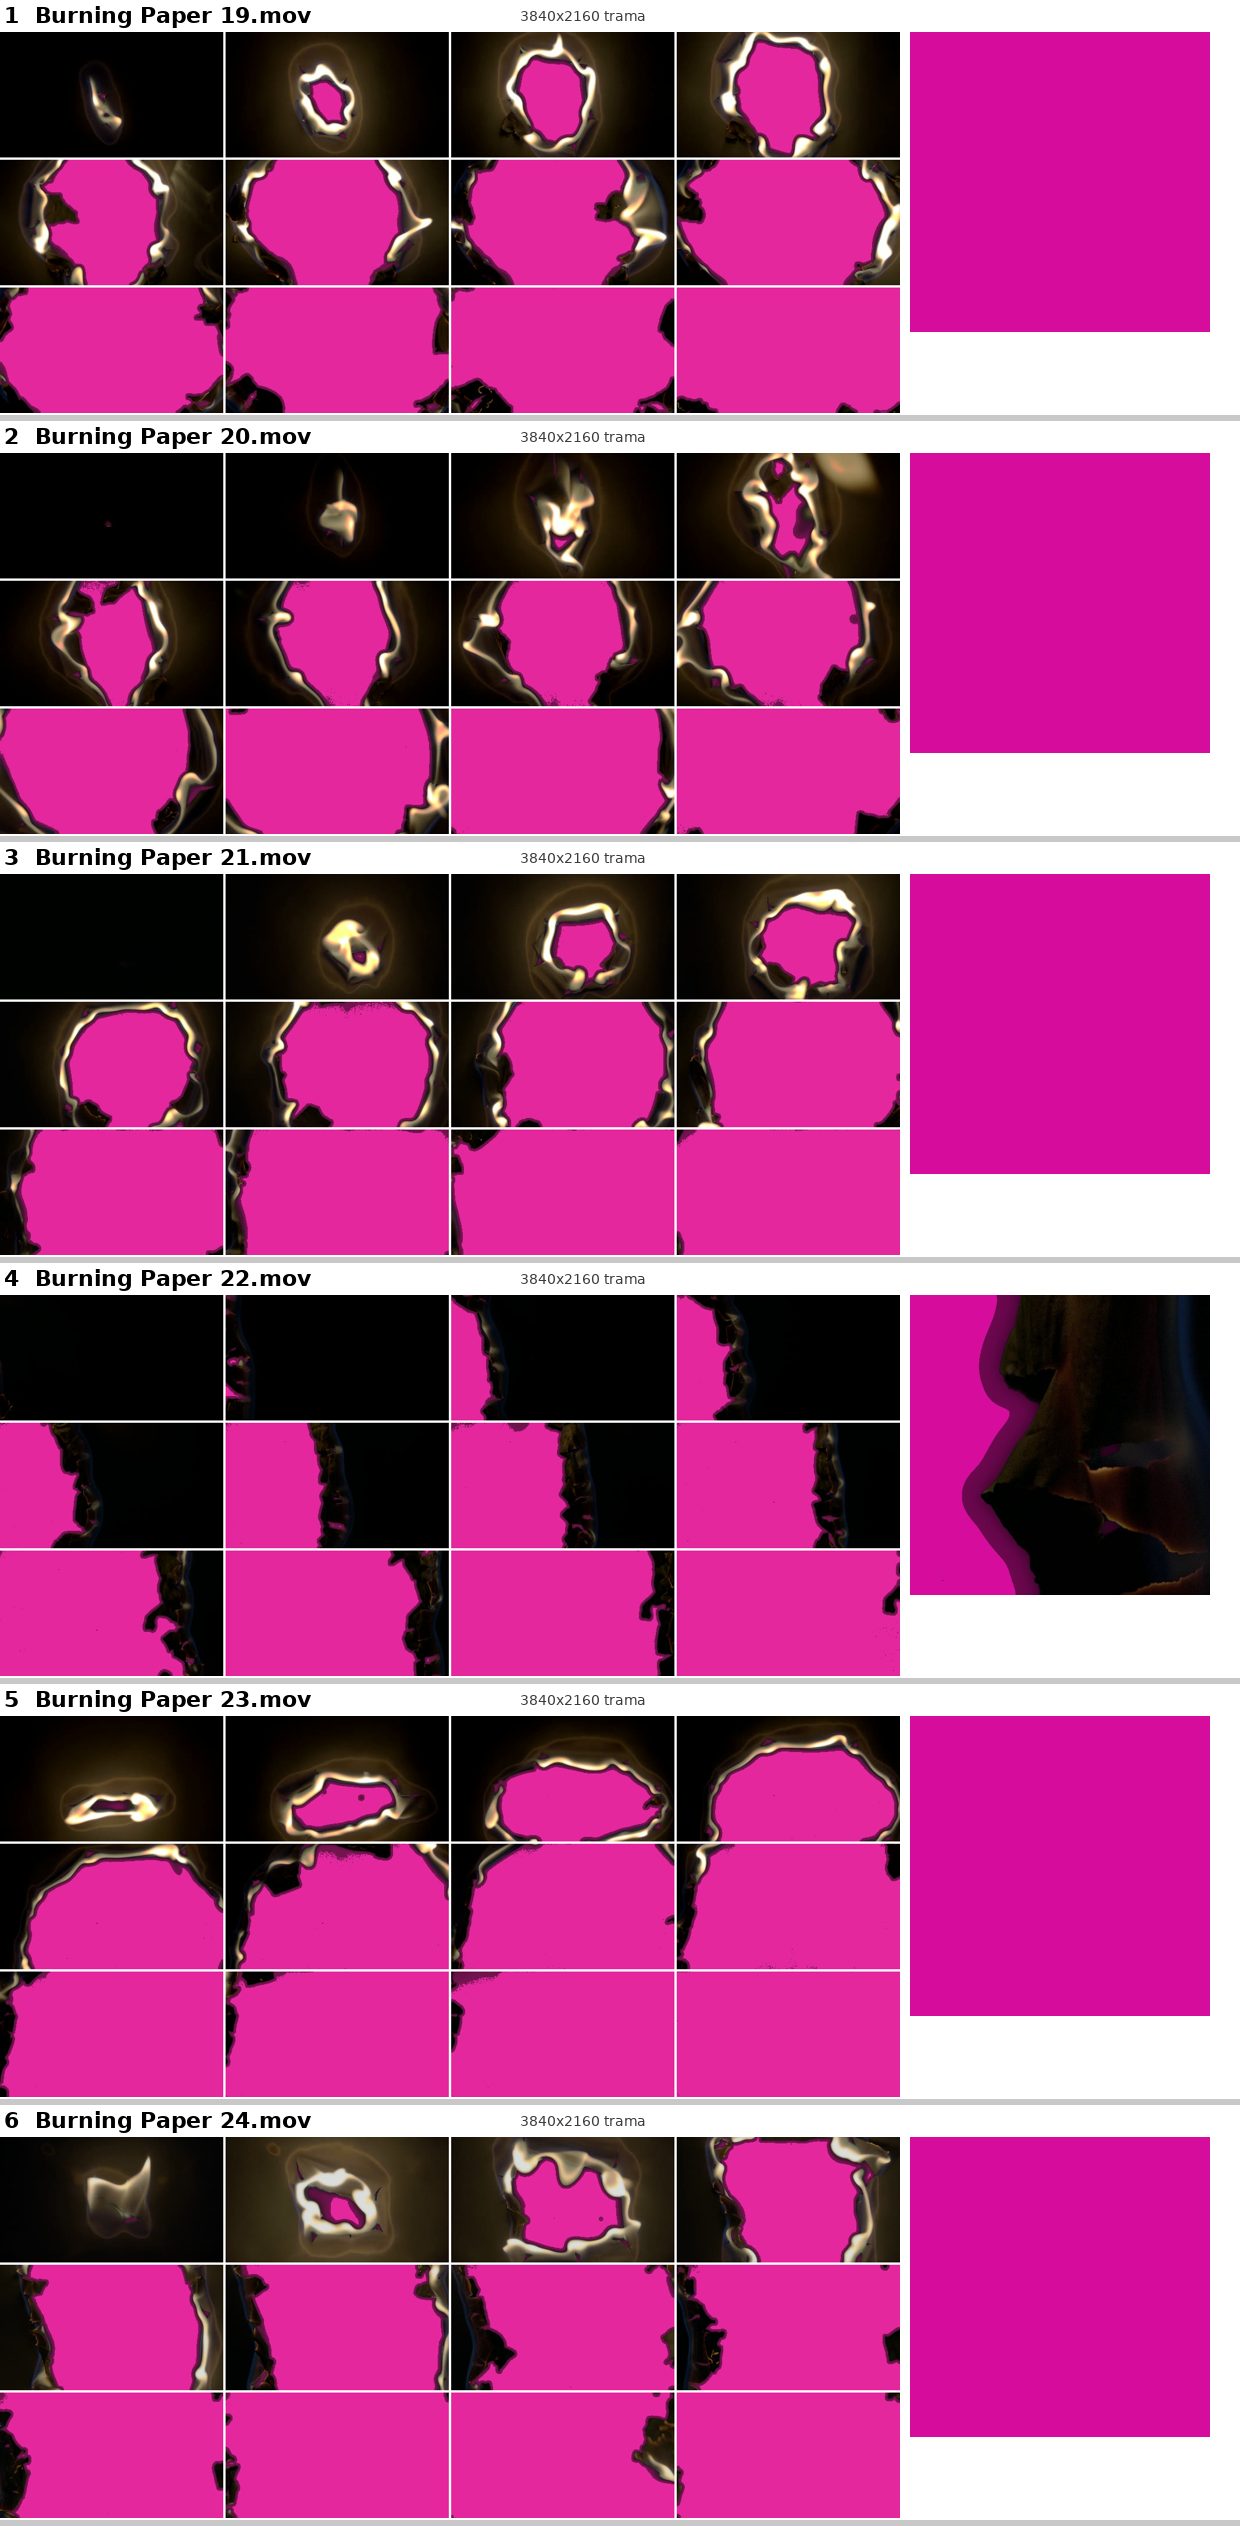 1 Burning Paper 19.mov 3840x2160 trama
2 Burning Paper 20.mov 3840x2160 trama
3 Burning Paper 21.mov 3840x2160 trama
4 Burning Paper 22.mov 3840x2160 trama
5 Burning Paper 23.mov 3840x2160 trama
6 Burning Paper 24.mov 3840x2160 trama